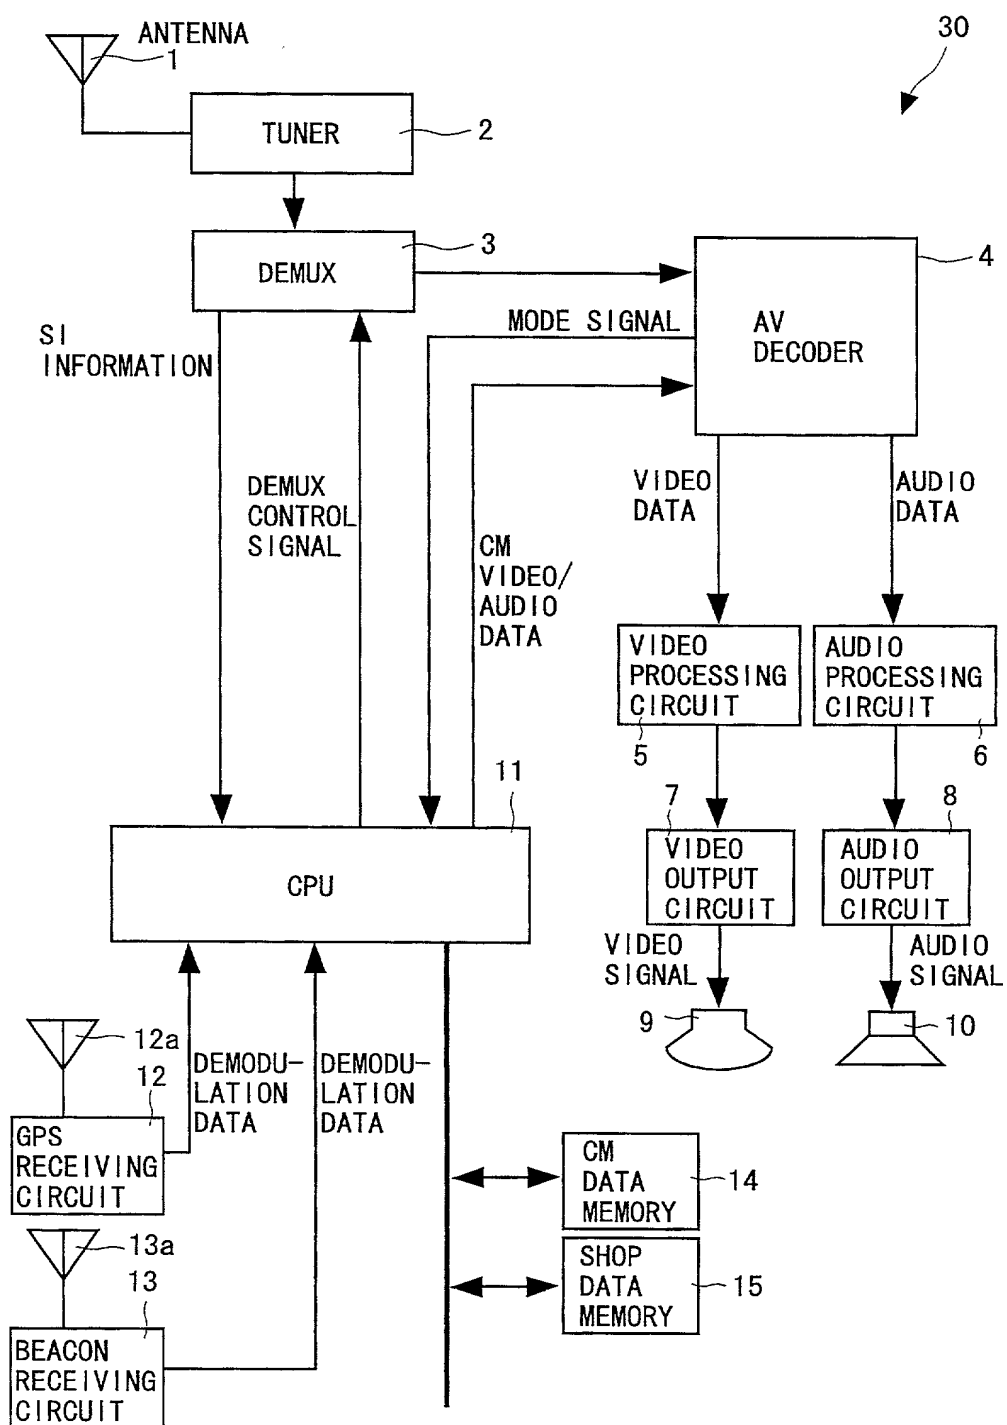 ANTENNA
1
30
TUNER
2
DEMUX
3
AV
DECODER
4
SI
INFORMATION
MODE SIGNAL
DEMUX
CONTROL
SIGNAL
CM
VIDEO/
AUDIO
DATA
VIDEO
DATA
AUDIO
DATA
VIDEO
PROCESSING
CIRCUIT
5
AUDIO
PROCESSING
CIRCUIT
6
11
CPU
7
VIDEO
OUTPUT
CIRCUIT
8
AUDIO
OUTPUT
CIRCUIT
VIDEO
SIGNAL
AUDIO
SIGNAL
9
10
12a
12
GPS
RECEIVING
CIRCUIT
DEMODU-
LATION
DATA
DEMODU-
LATION
DATA
13a
13
BEACON
RECEIVING
CIRCUIT
CM
DATA
MEMORY
14
SHOP
DATA
MEMORY
15